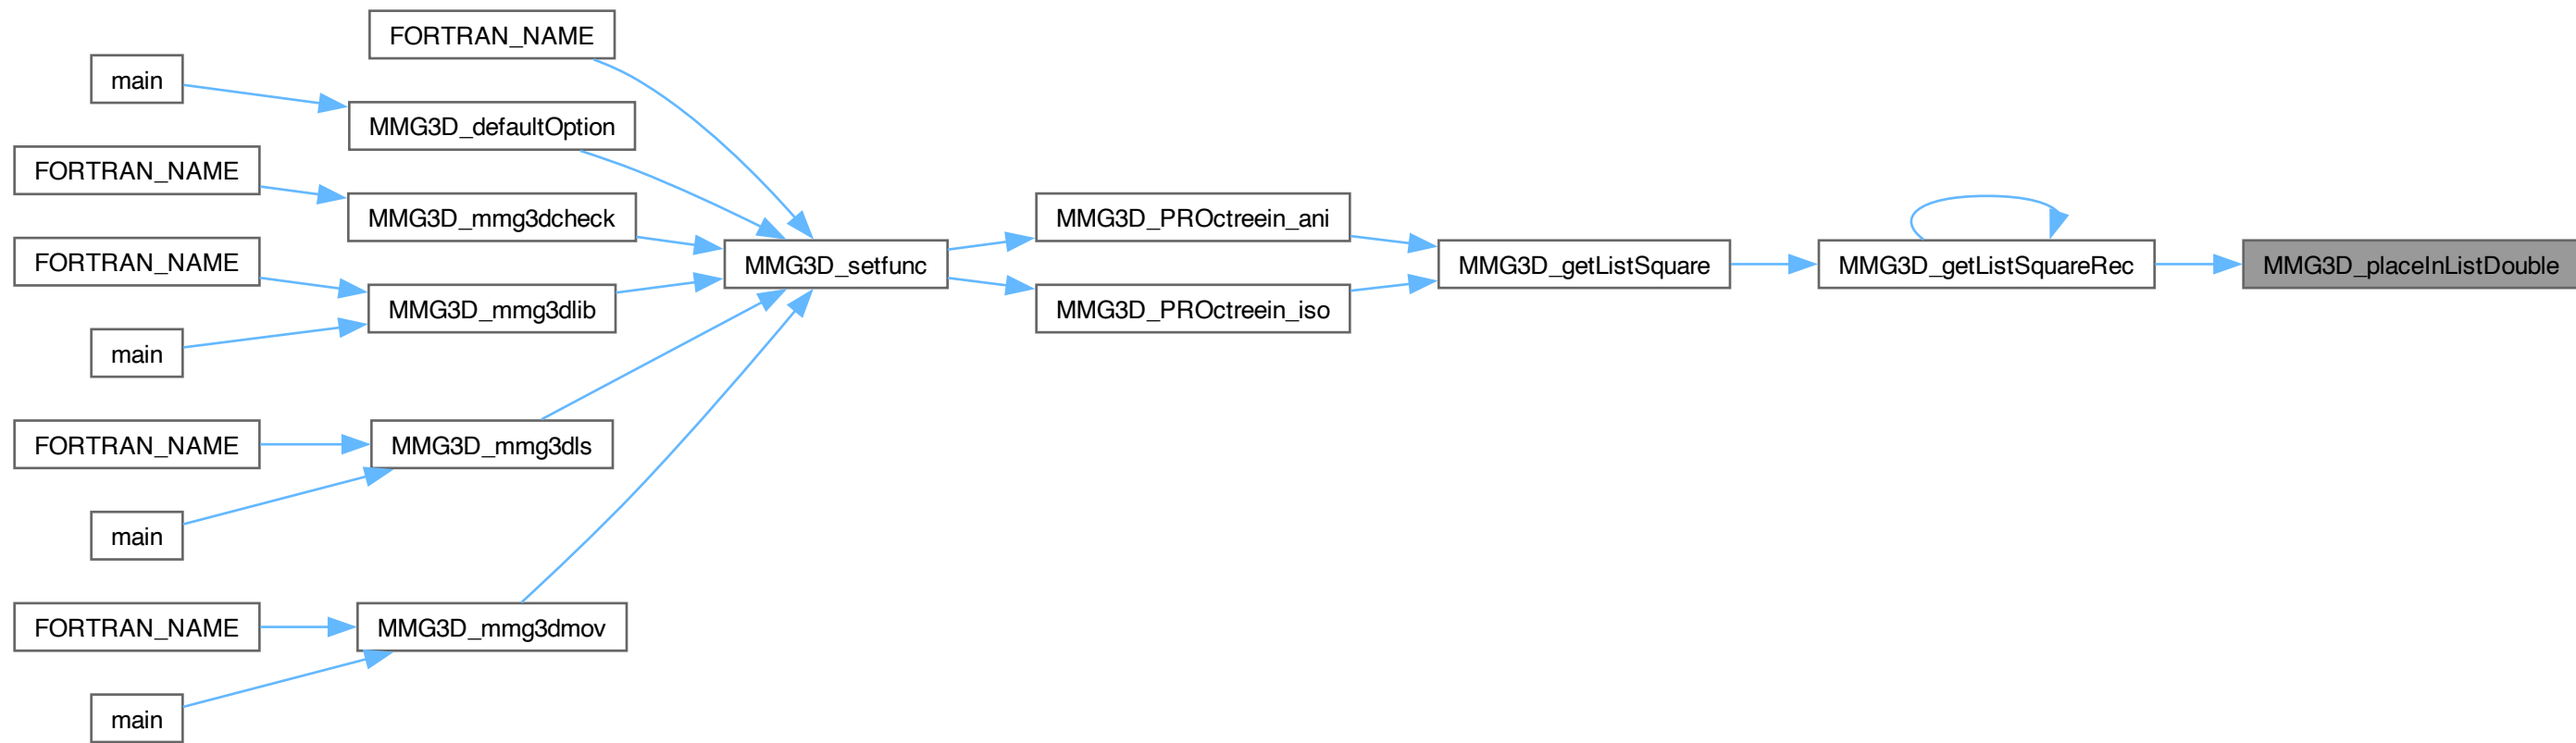 FORTRAN_NAME
main
MMG3D_defaultOption
FORTRAN_NAME
MMG3D_mmg3dcheck
MMG3D_PROctreein_ani
FORTRAN_NAME
MMG3D_setfunc
MMG3D_getListSquare
MMG3D_getListSquareRec
MMG3D_placeInListDouble
MMG3D_mmg3dlib
MMG3D_PROctreein_iso
main
FORTRAN_NAME
MMG3D_mmg3dls
main
FORTRAN_NAME
MMG3D_mmg3dmov
main